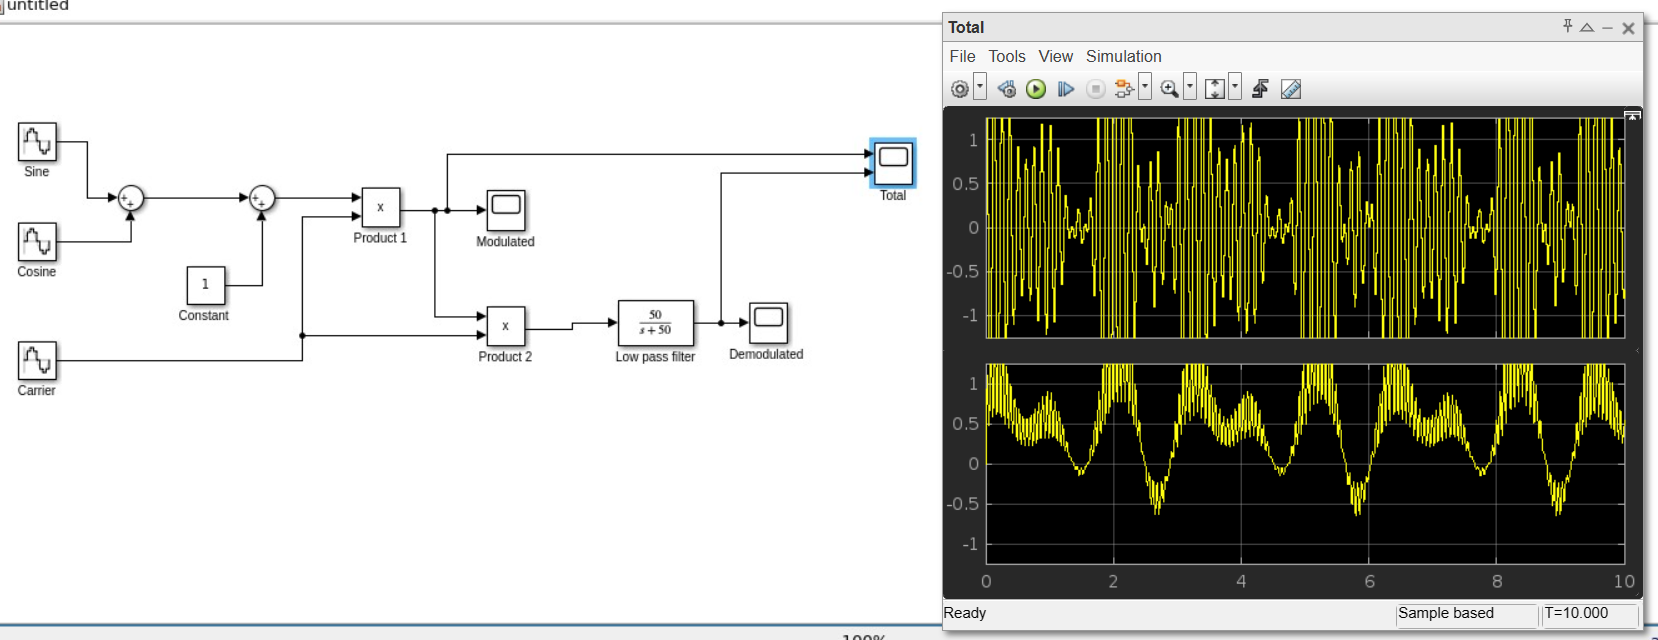 untitled
Sine
Cosine
1
Constant
Carrier
x
Product 1
Modulated
x
Product 2
50
s + 50
Low pass filter
Demodulated
Total
100%
Total
File Tools View Simulation
1
0.5
0
-0.5
-1
1
0.5
0
-0.5
-1
0 2 4 6 8 10
Ready Sample based T=10.000